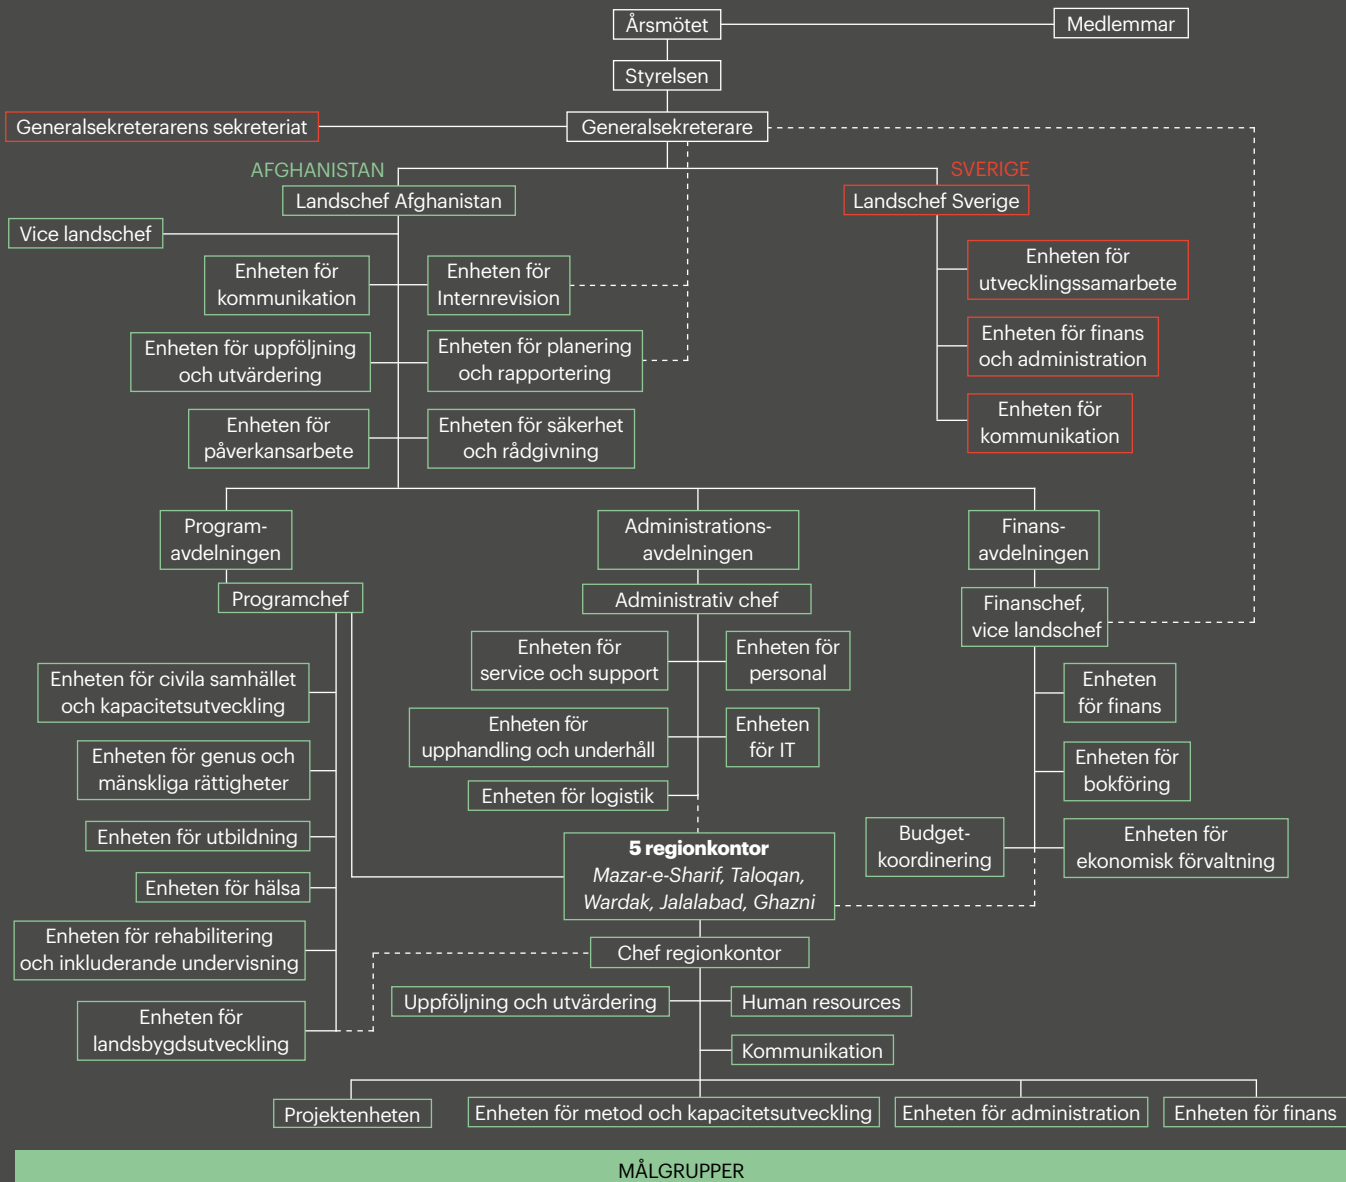 Årsmötet
Medlemmar
Styrelsen
Generalsekreterarens sekreteriat
Generalsekreterare
AFGHANISTAN
SVERIGE
Landschef Afghanistan
Landschef Sverige
Vice landschef
Enheten för
kommunikation
Enheten för
Internrevision
Enheten för
utvecklingssamarbete
Enheten för uppföljning
och utvärdering
Enheten för planering
och rapportering
Enheten för finans
och administration
Enheten för
påverkansarbete
Enheten för säkerhet
och rådgivning
Enheten för
kommunikation
Program-
avdelningen
Administrations-
avdelningen
Finans-
avdelningen
Programchef
Administrativ chef
Finanschef,
vice landschef
Enheten för civila samhället
och kapacitetsutveckling
Enheten för genus och
mänskliga rättigheter
Enheten för utbildning
Enheten för hälsa
Enheten för rehabilitering
och inkluderande undervisning
Enheten för
landsbygdsutveckling
Enheten för
service och support
Enheten för
personal
Enheten för
upphandling och underhåll
Enheten
för IT
Enheten för logistik
Enheten
för finans
Enheten för
bokföring
Budget-
koordinering
Enheten för
ekonomisk förvaltning
5 regionkontor
Mazar-e-Sharif, Taloqan,
Wardak, Jalalabad, Ghazni
Chef regionkontor
Uppföljning och utvärdering
Human resources
Kommunikation
Projektenheten
Enheten för metod och kapacitetsutveckling
Enheten för administration
Enheten för finans
MÅLGRUPPER